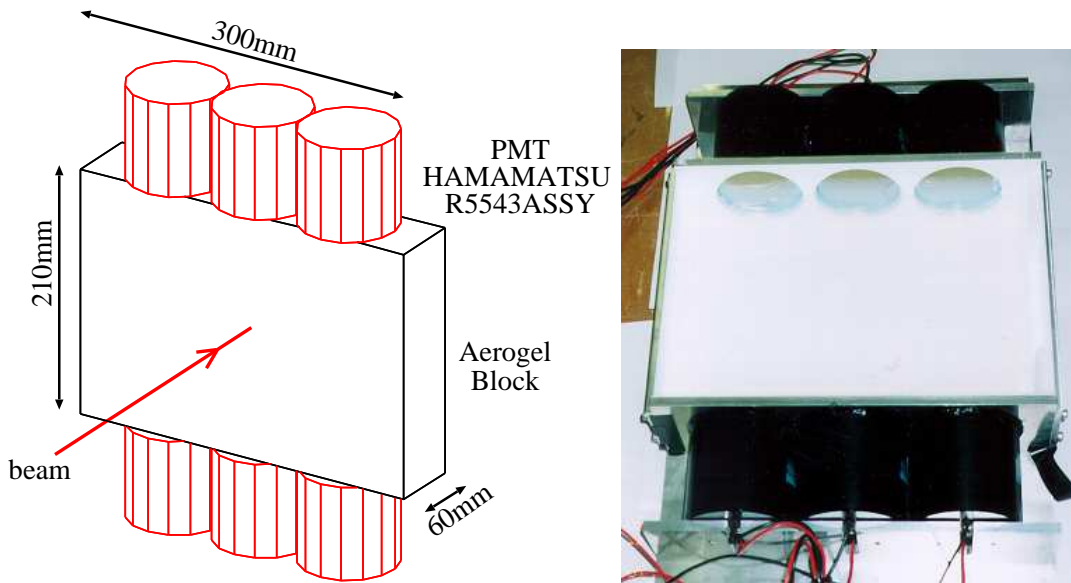 300mm
PMT
HAMAMATSU
R5543ASSY
210mm
Aerogel
Block
beam
60mm